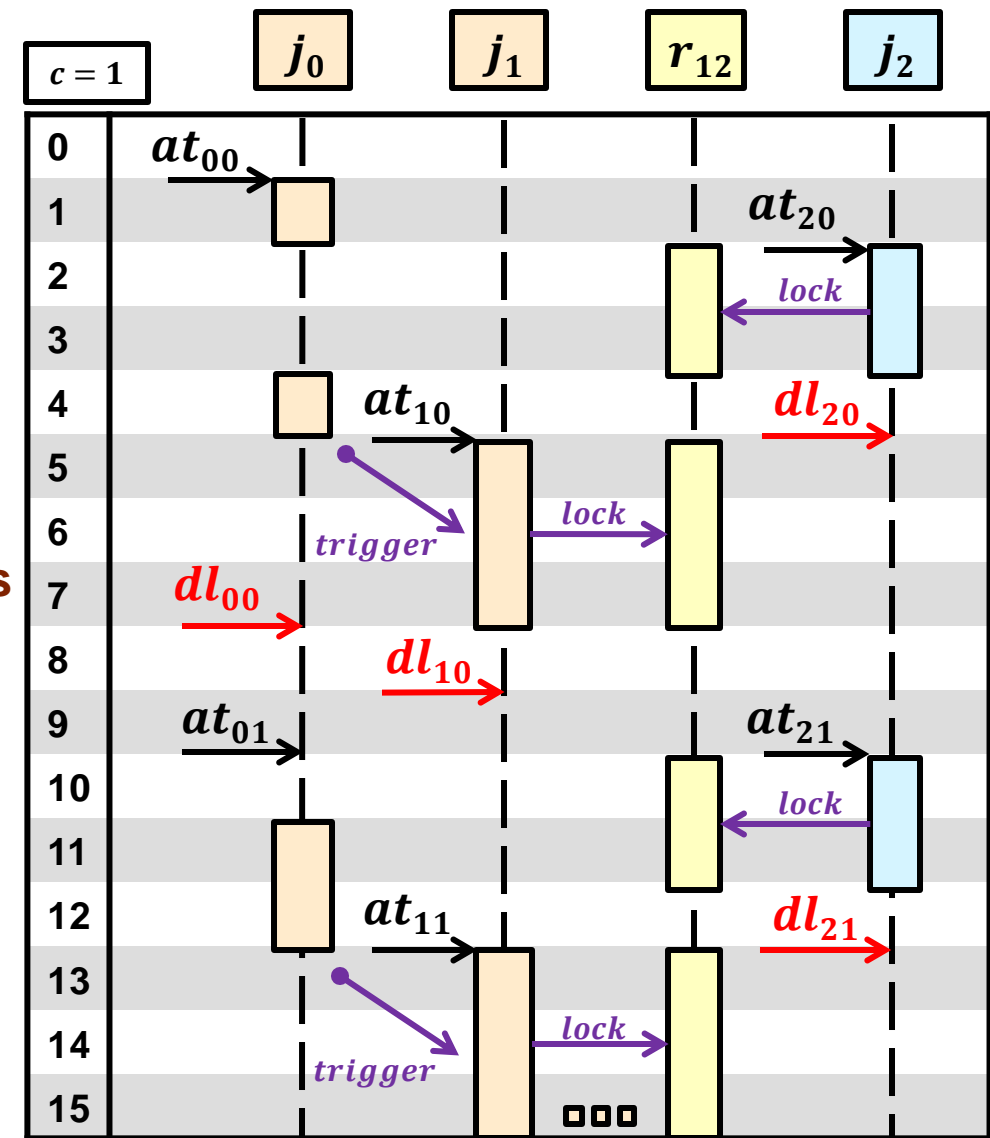 c = 1 j₀ j₁ r₁₂ j₂
0
at₀₀
1
at₂₀
2
lock
3
4
at₁₀ dl₂₀
5
6
lock
trigger
s
7
dl₀₀
8
dl₁₀
9
at₀₁ at₂₁
10
lock
11
12
at₁₁ dl₂₁
13
14
lock
trigger
15